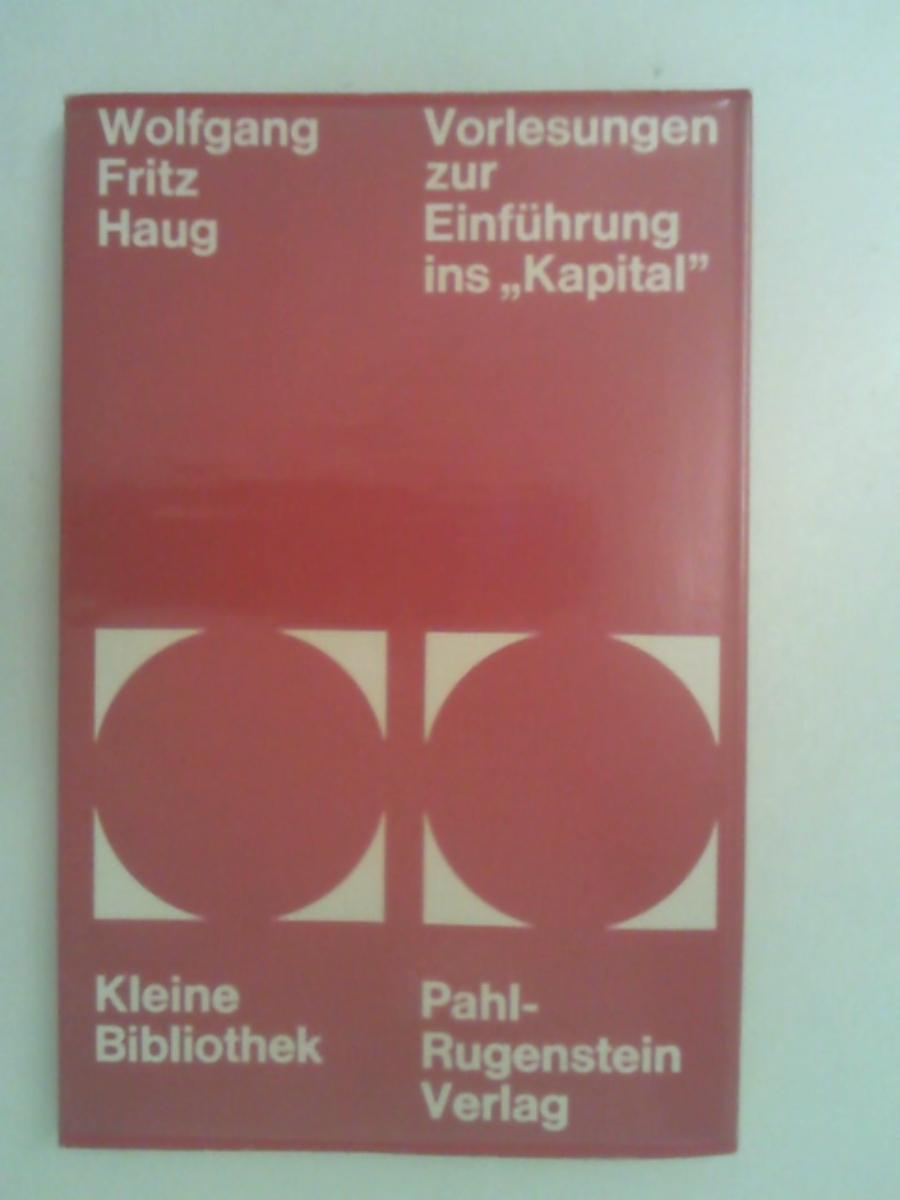 Wolfgang
Fritz
Haug
Vorlesungen
zur
Einführung
ins „Kapital”
Kleine
Bibliothek
Pahl-
Rugenstein
Verlag